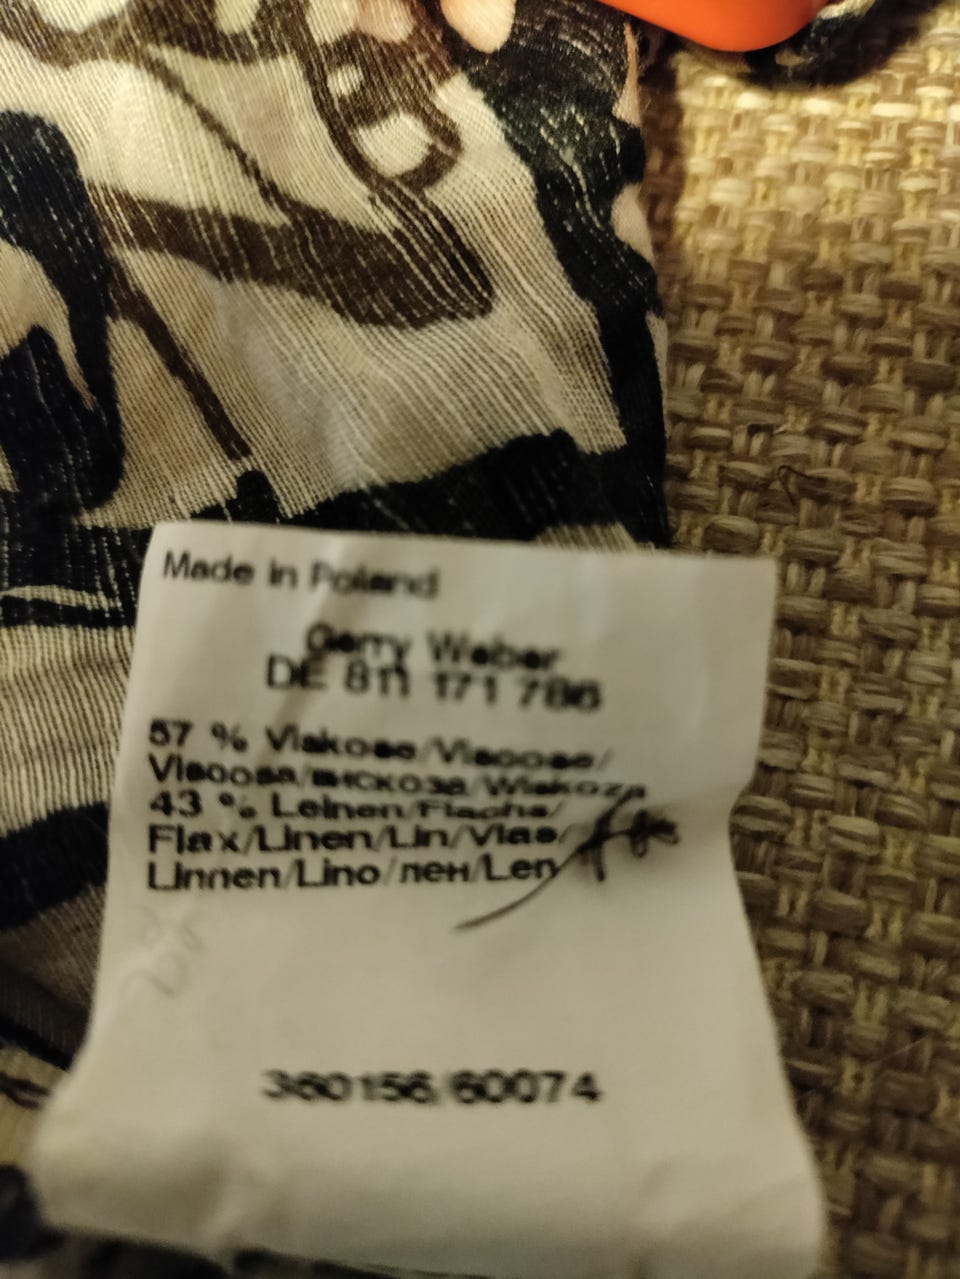 Made in Poland
Gerry Weber
DE 811 171 786
57 % Viskose/Viscose/
Viscosa/вискоза/Wiskoza
43 % Leinen/Flachs/
Flax/Linen/Lin/Vlas/
Linnen/Lino/лен/Len
360156/60074